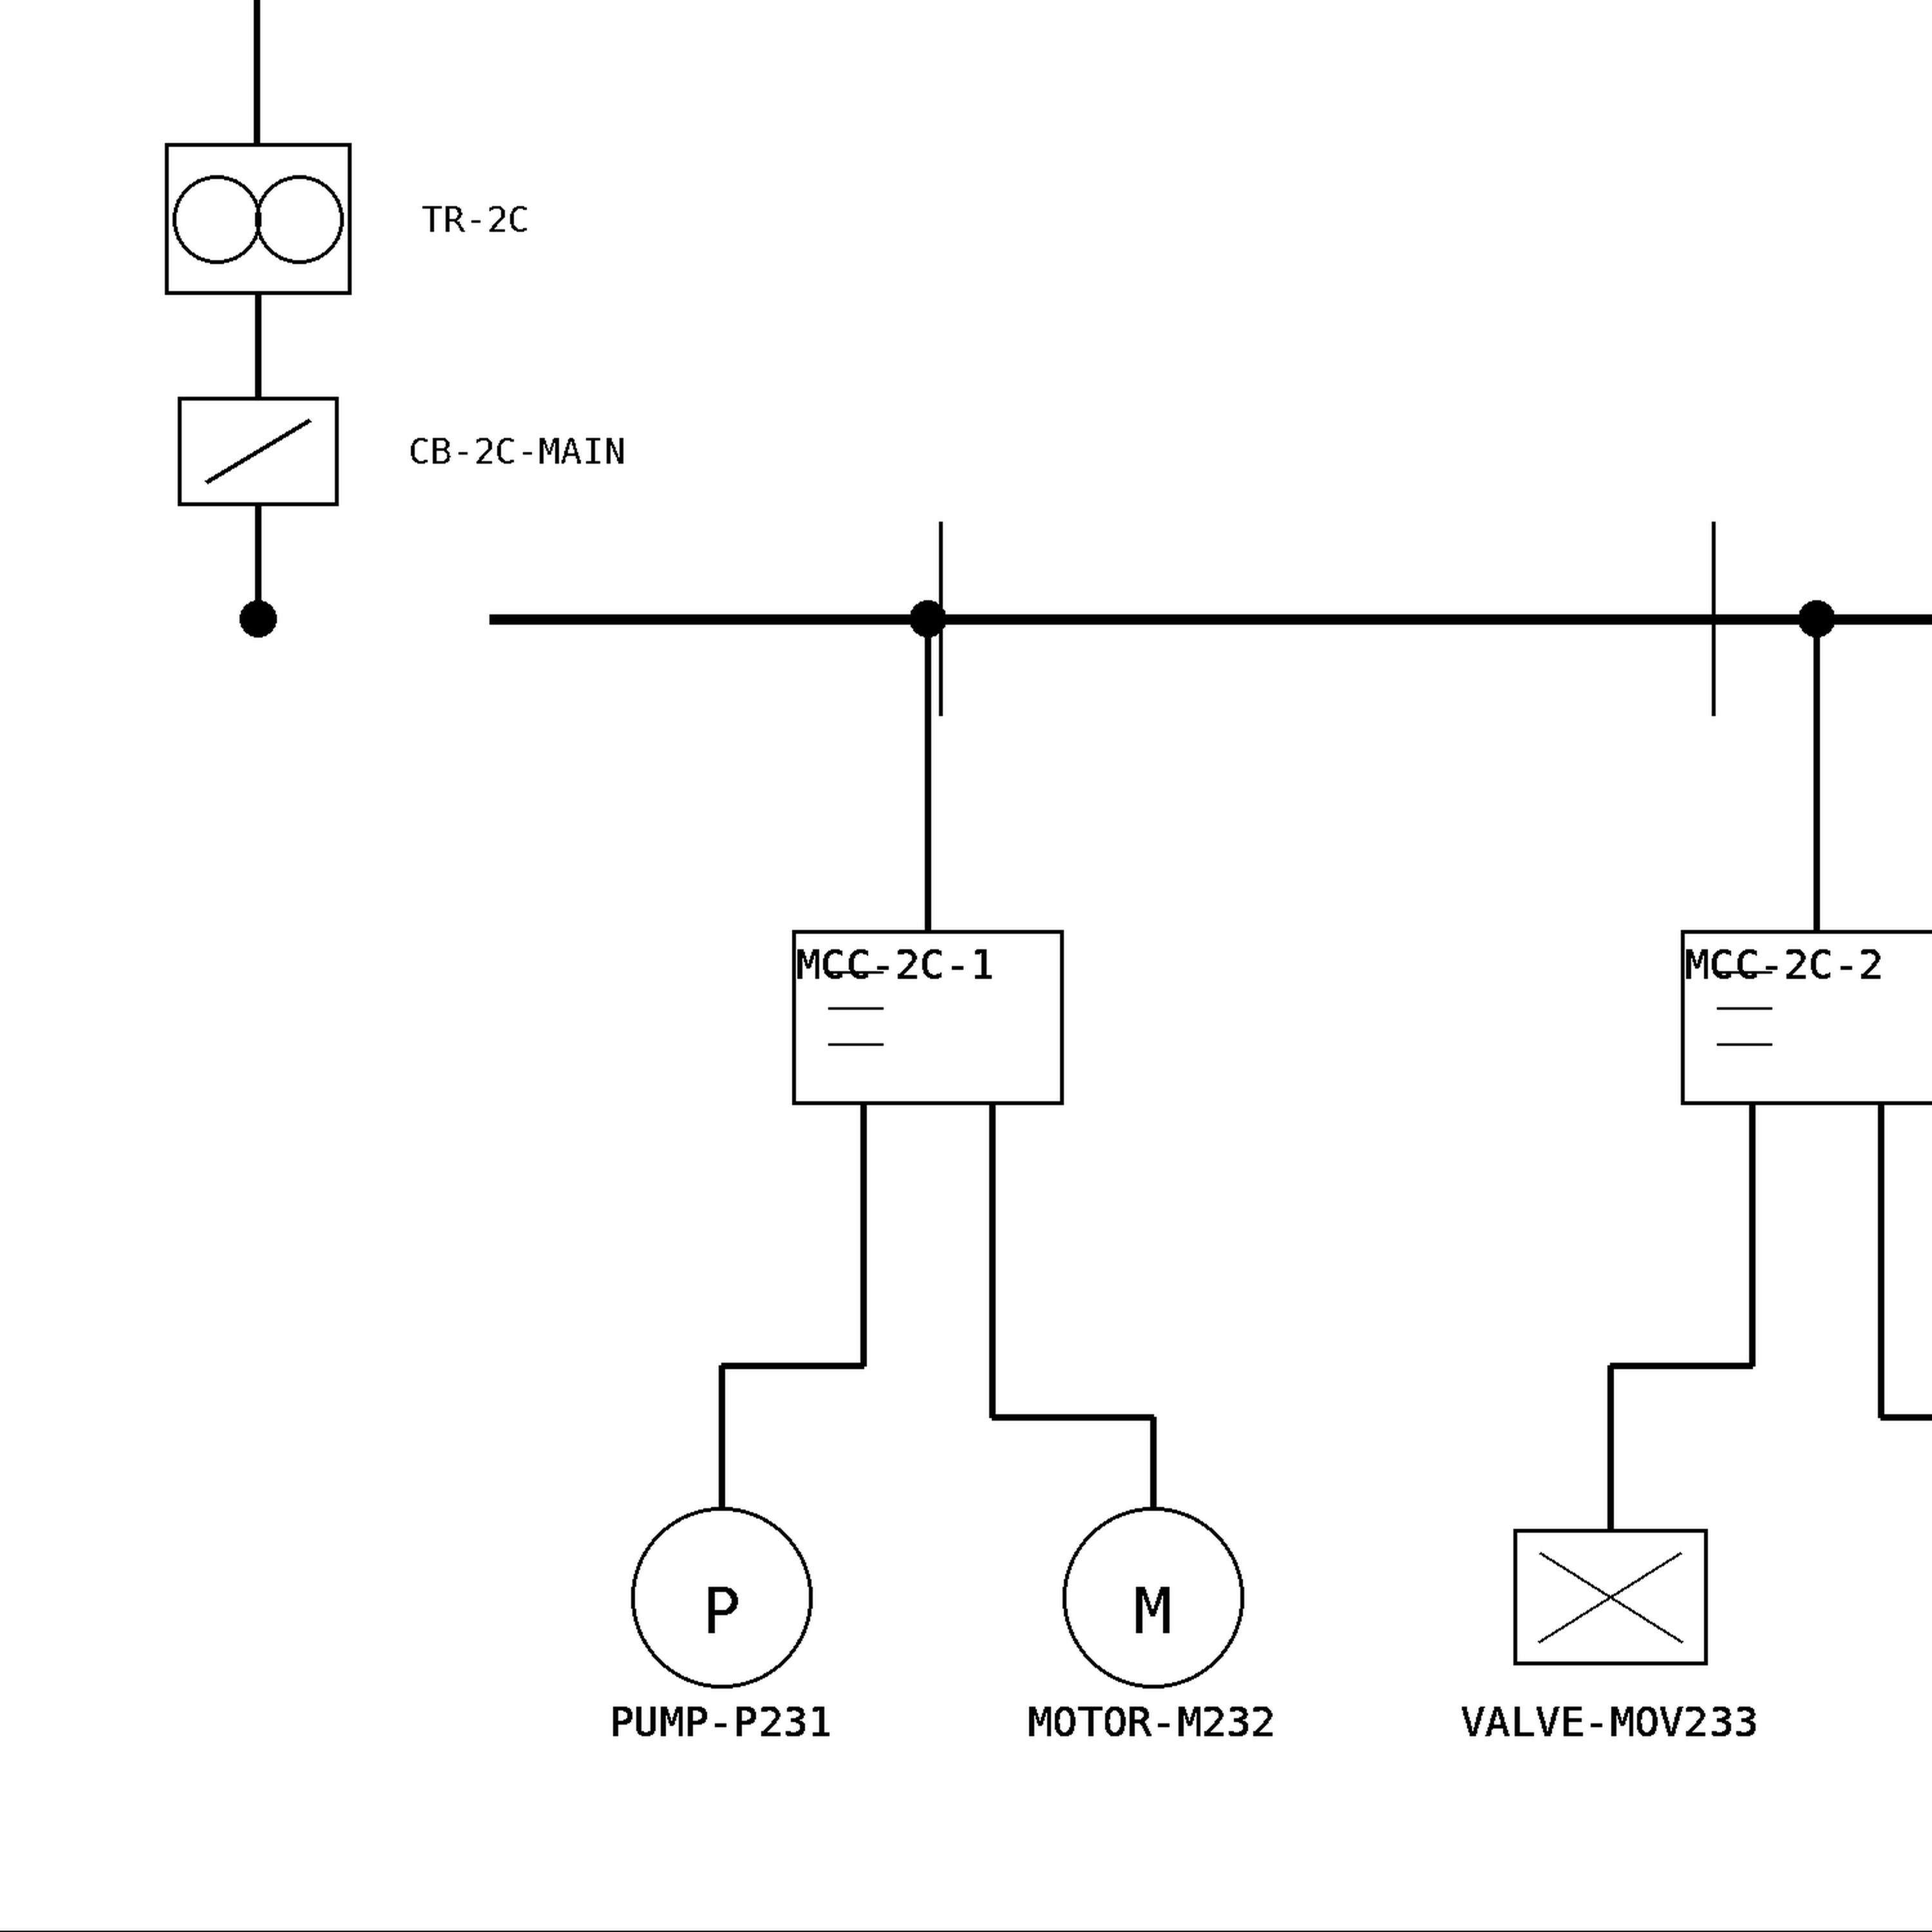 TR-2C
CB-2C-MAIN
MCC-2C-1
MCC-2C-2
P
M
PUMP-P231
MOTOR-M232
VALVE-MOV233